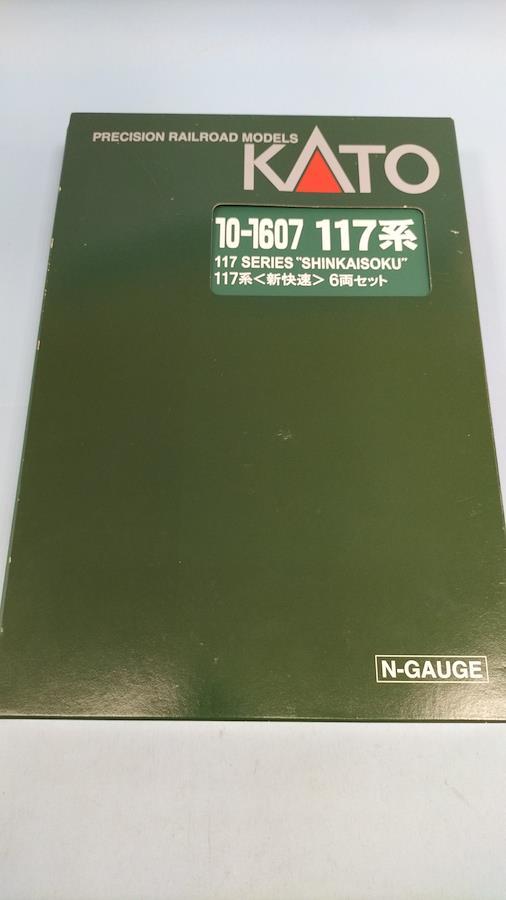 PRECISION RAILROAD MODELS
KATO
10-1607 117系
117 SERIES "SHINKAISOKU"
117系<新快速> 6両セット
N-GAUGE